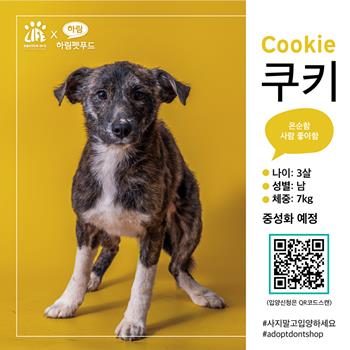 LIFE
X
하림
하림펫푸드
Cookie
쿠키
온순함
사람 좋아함
나이: 3살
성별: 남
체중: 7kg
중성화 예정
(입양신청은 QR코드스캔)
#사지말고입양하세요
#adoptdontshop